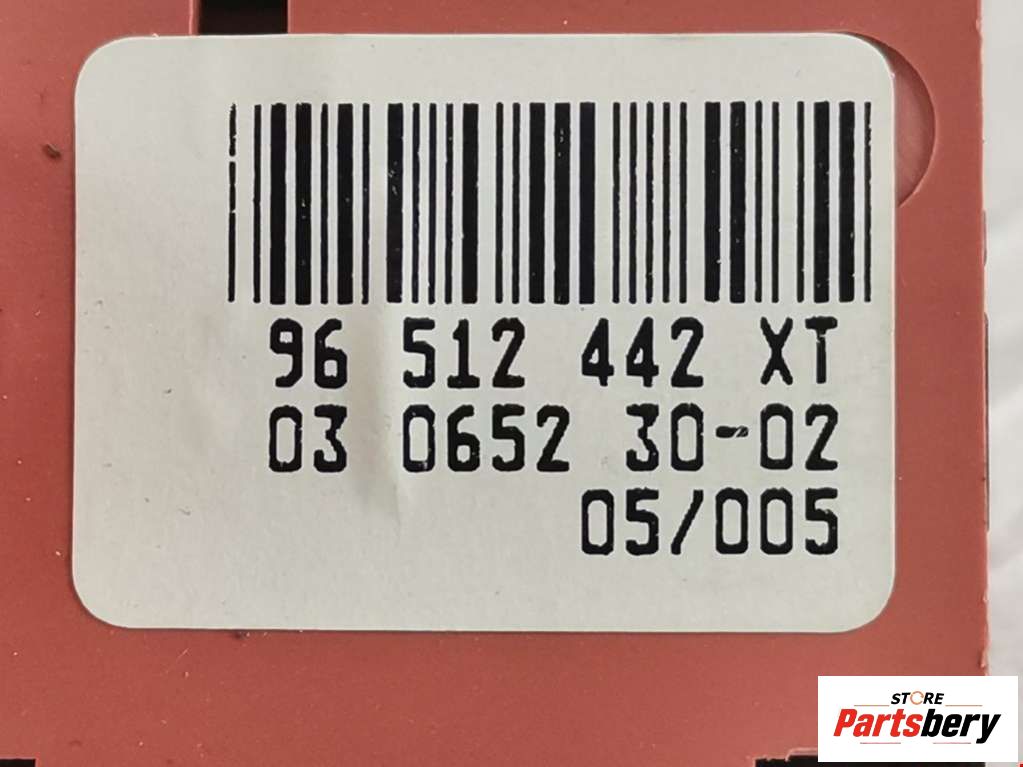 96 512 442 XT
03 0652 30-02
05/005
STORE
Partsbery